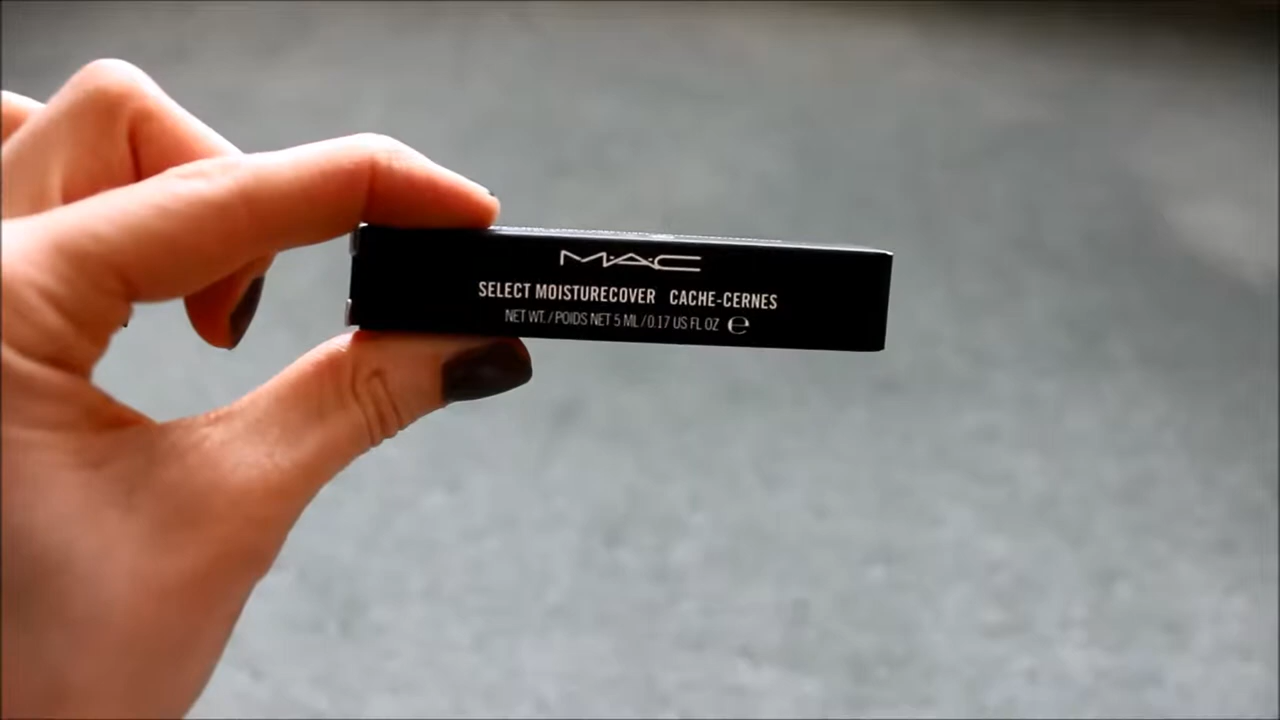 M·A·C
SELECT MOISTURECOVER CACHE-CERNES
NET WT./POIDS NET 5 ML/0.17 US FL OZ ℮